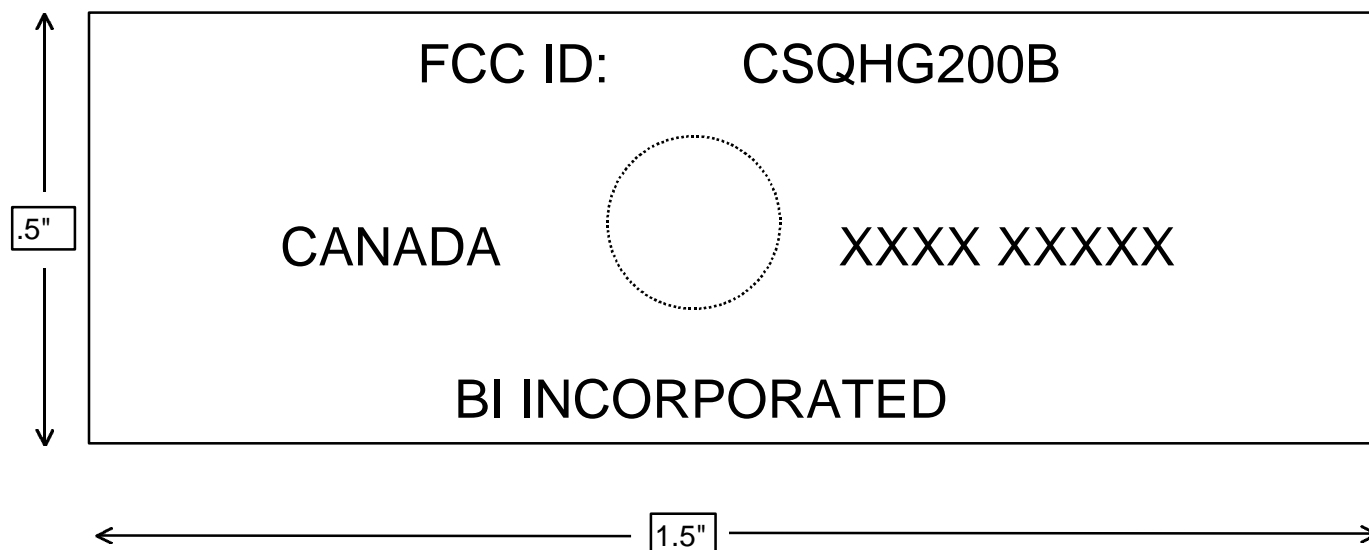 FCC ID: CSQHG200B
.5"
CANADA XXXX XXXXX
BI INCORPORATED
1.5"